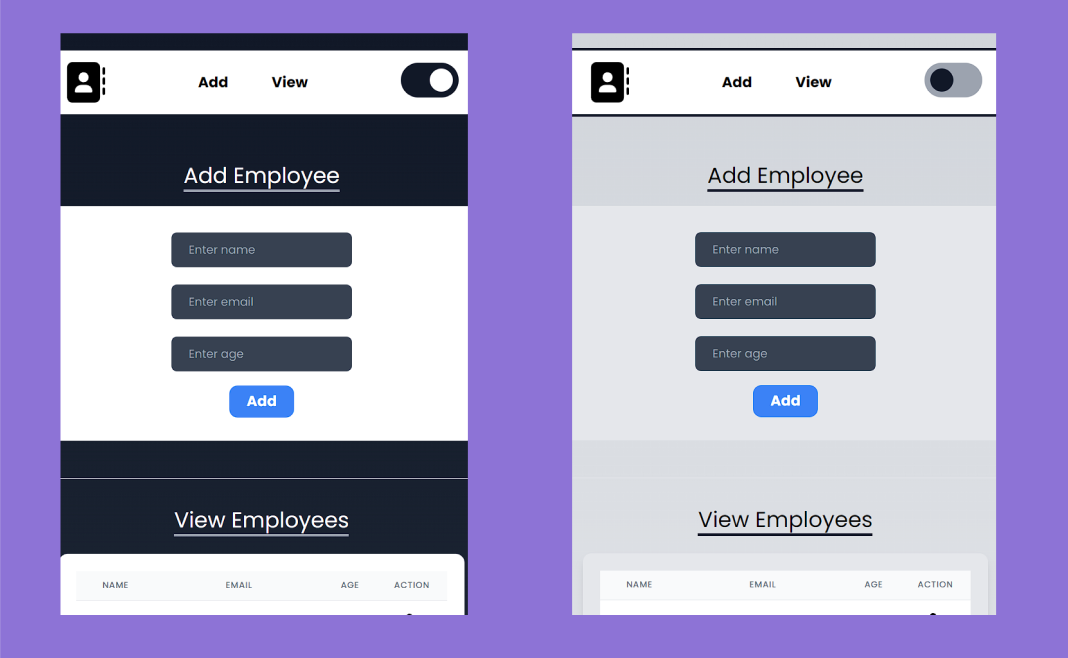 Add View
Add Employee
Enter name
Enter email
Enter age
Add
View Employees
NAME EMAIL AGE ACTION
Add View
Add Employee
Enter name
Enter email
Enter age
Add
View Employees
NAME EMAIL AGE ACTION